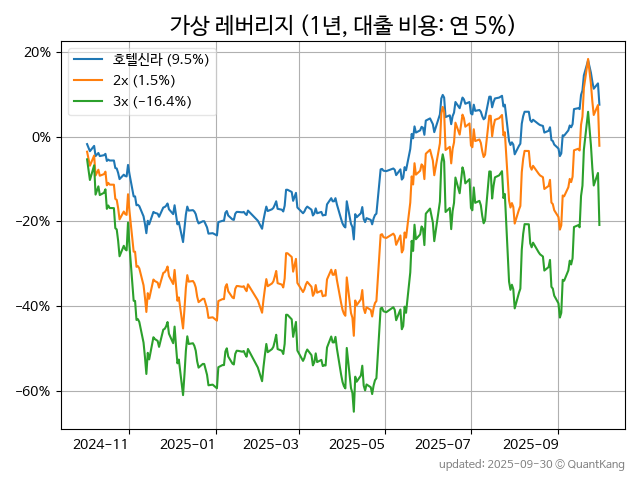 가상 레버리지 (1년, 대출 비용: 연 5%)
호텔신라 (9.5%)
2x (1.5%)
3x (−16.4%)
20%
0%
−20%
−40%
−60%
2024-11 2025-01 2025-03 2025-05 2025-07 2025-09
updated: 2025-09-30 © QuantKang